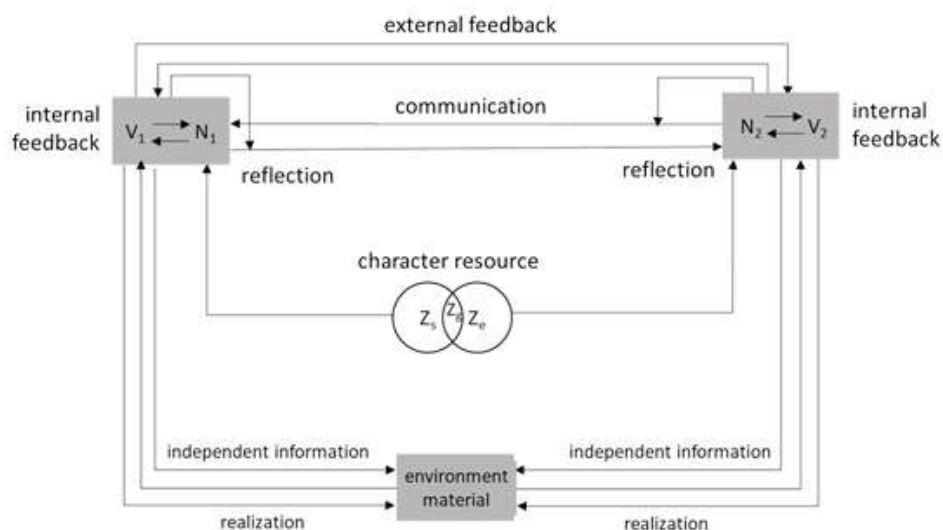 external feedback
internal
feedback
V₁ N₁
communication
N₂ V₂
internal
feedback
reflection
reflection
character resource
Zₛ Z Zₑ
independent information
independent information
environment
material
realization
realization